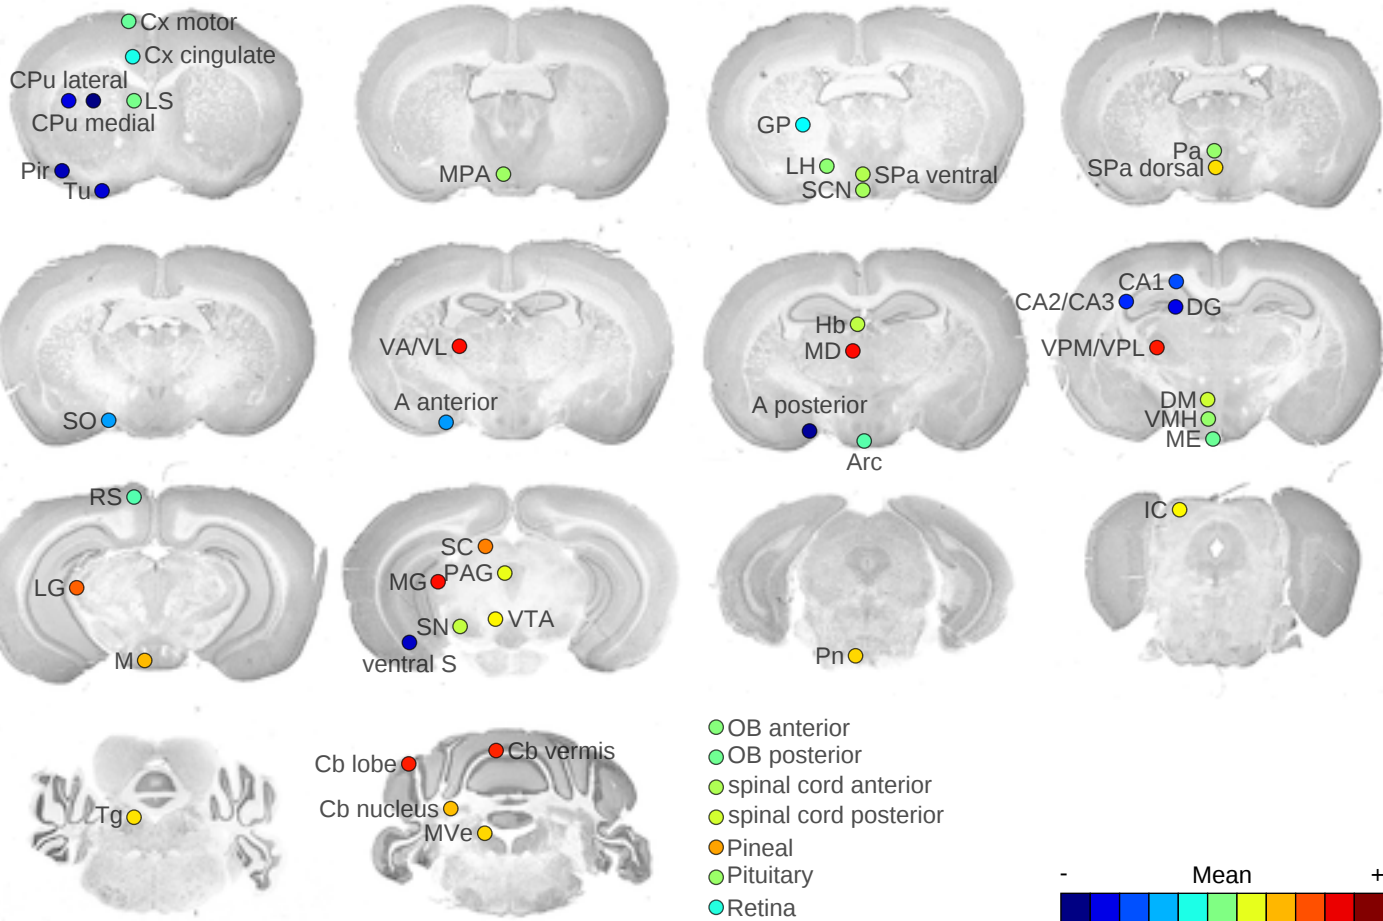 Cx motor
Cx cingulate
CPu lateral
LS
CPu medial
Pir
Tu
MPA
GP
LH
SPa ventral
SCN
Pa
SPa dorsal
SO
VA/VL
A anterior
Hb
MD
A posterior
Arc
CA1
CA2/CA3
DG
VPM/VPL
DM
VMH
ME
RS
LG
M
SC
MG
PAG
SN
VTA
ventral S
Pn
IC
Tg
Cb lobe
Cb vermis
Cb nucleus
MVe
OB anterior
OB posterior
spinal cord anterior
spinal cord posterior
Pineal
Pituitary
Retina
- Mean +